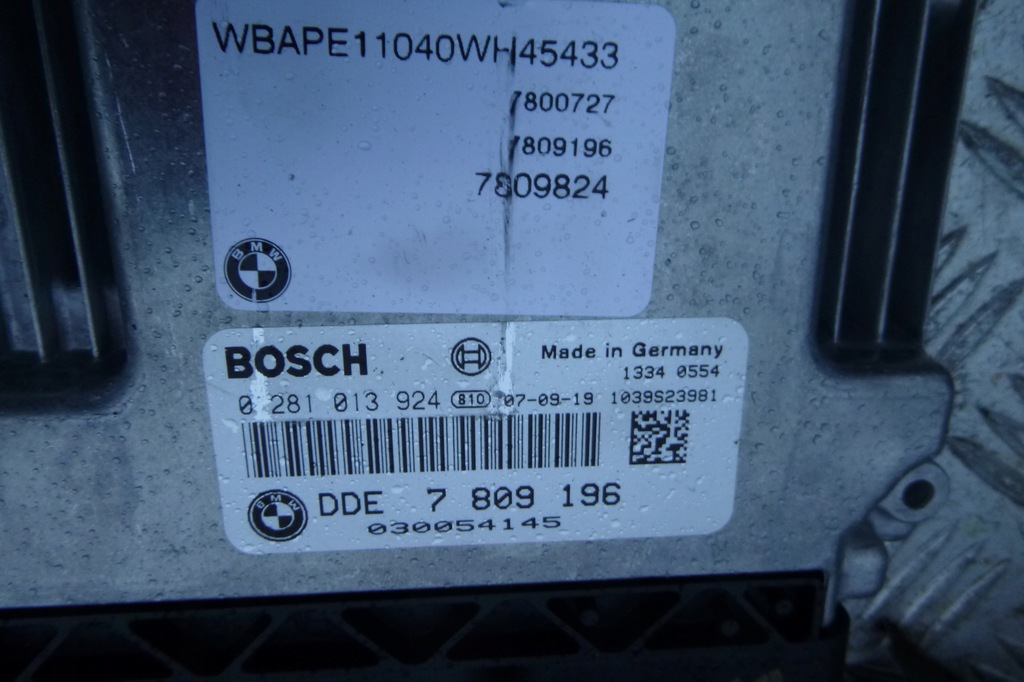 WBAPE11040WH45433
7800727
7809196
7809824
BMW
BOSCH
Made in Germany
1334 0554
0 281 013 924 810 07-09-19 1039S23981
BMW
DDE 7 809 196
030054145